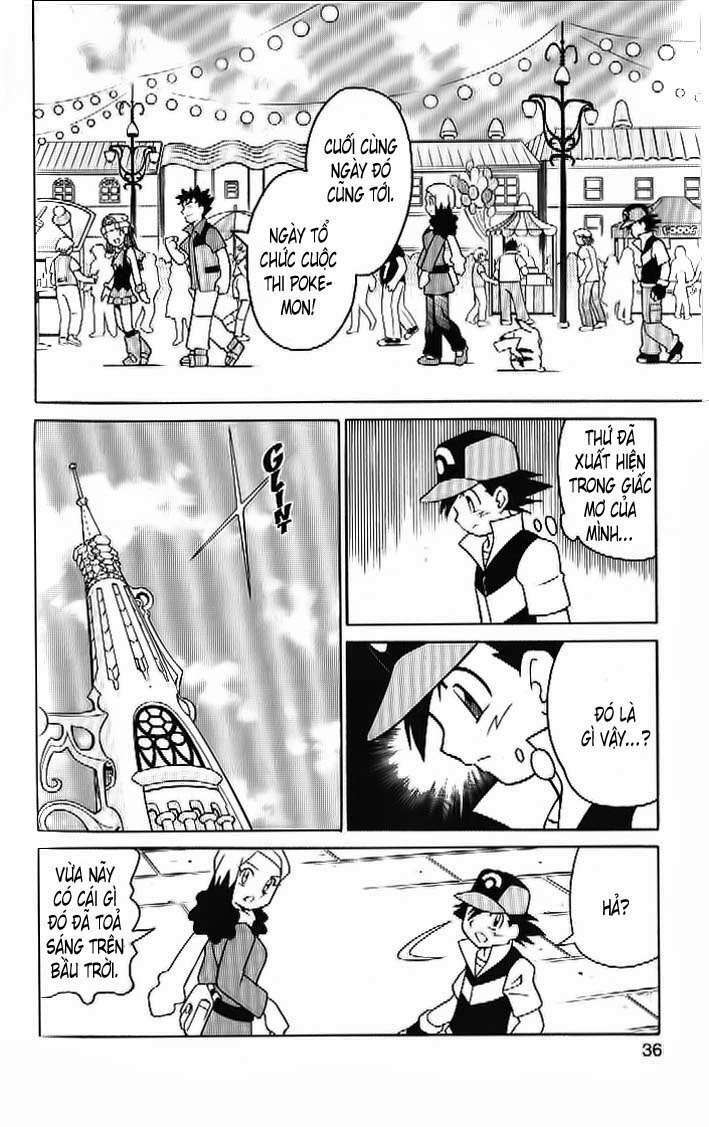 CUỐI CÙNG
NGÀY ĐÓ
CŨNG TỚI.
NGÀY TỔ
CHỨC CUỘC
THI POKE-
MON!
THỨ ĐÃ
XUẤT HIỆN
TRONG GIẤC
MƠ CỦA
MÌNH...
GLINT
ĐÓ LÀ
GÌ VẬY...?
VỪA NÃY
CÓ CÁI GÌ
ĐÓ ĐÃ TOẢ
SÁNG TRÊN
BẦU TRỜI.
HẢ?
36